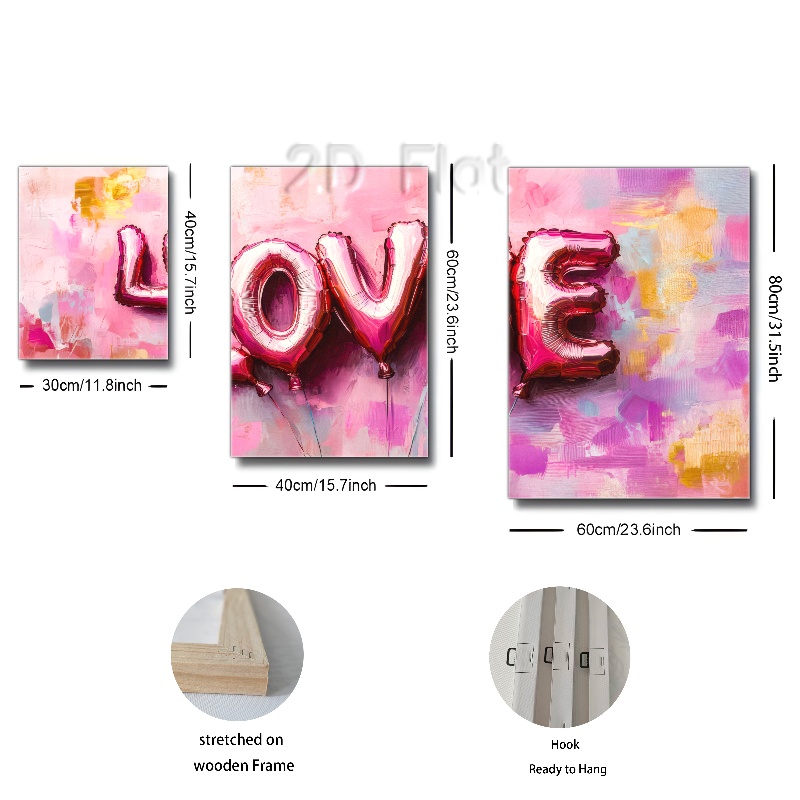 2D Flat
L
OV
E
40cm/15.7inch
30cm/11.8inch
60cm/23.6inch
40cm/15.7inch
80cm/31.5inch
60cm/23.6inch
stretched on
wooden Frame
Hook
Ready to Hang